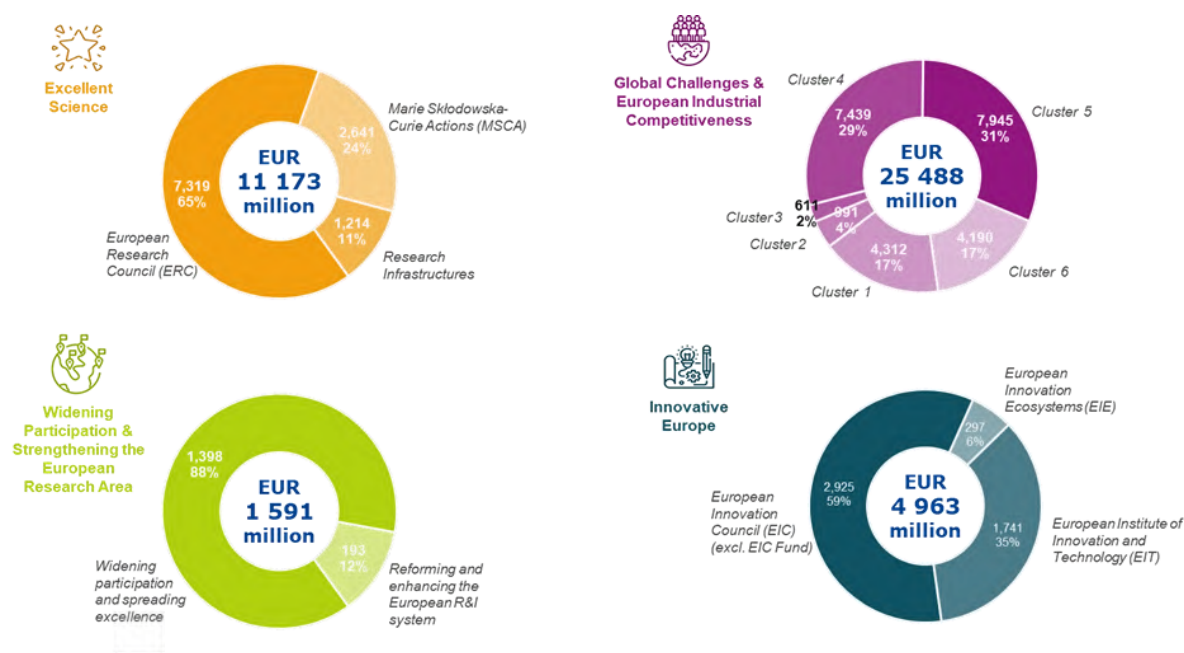 Excellent
Science
Marie Skłodowska-
Curie Actions (MSCA)
2,641
24%
EUR
11 173
million
7,319
65%
1,214
11%
European
Research
Council (ERC)
Research
Infrastructures
Global Challenges &
European Industrial
Competitiveness
Cluster 4
7,439
29%
Cluster 5
7,945
31%
EUR
25 488
million
611
2%
Cluster 3
991
4%
Cluster 2
4,312
17%
4,190
17%
Cluster 6
Cluster 1
Widening
Participation &
Strengthening the
European
Research Area
1,398
88%
EUR
1 591
million
193
12%
Widening
participation
and spreading
excellence
Reforming and
enhancing the
European R&I
system
Innovative
Europe
European
Innovation
Ecosystems (EIE)
297
6%
2,925
59%
EUR
4 963
million
European
Innovation
Council (EIC)
(excl. EIC Fund)
1,741
35%
European Institute of
Innovation and
Technology (EIT)